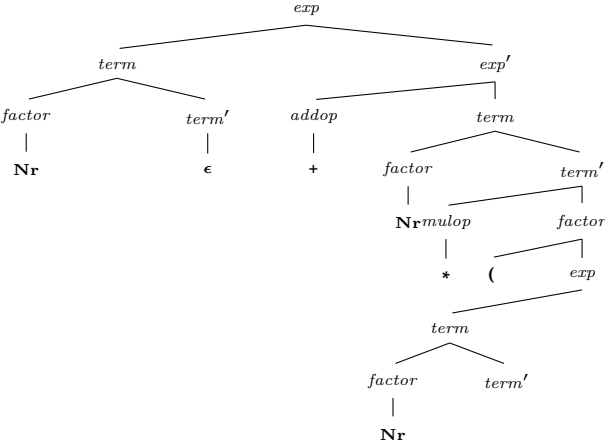 exp
term exp′
factor term′ addop term
Nr ϵ + factor term′
Nr mulop factor
* ( exp
term
factor term′
Nr